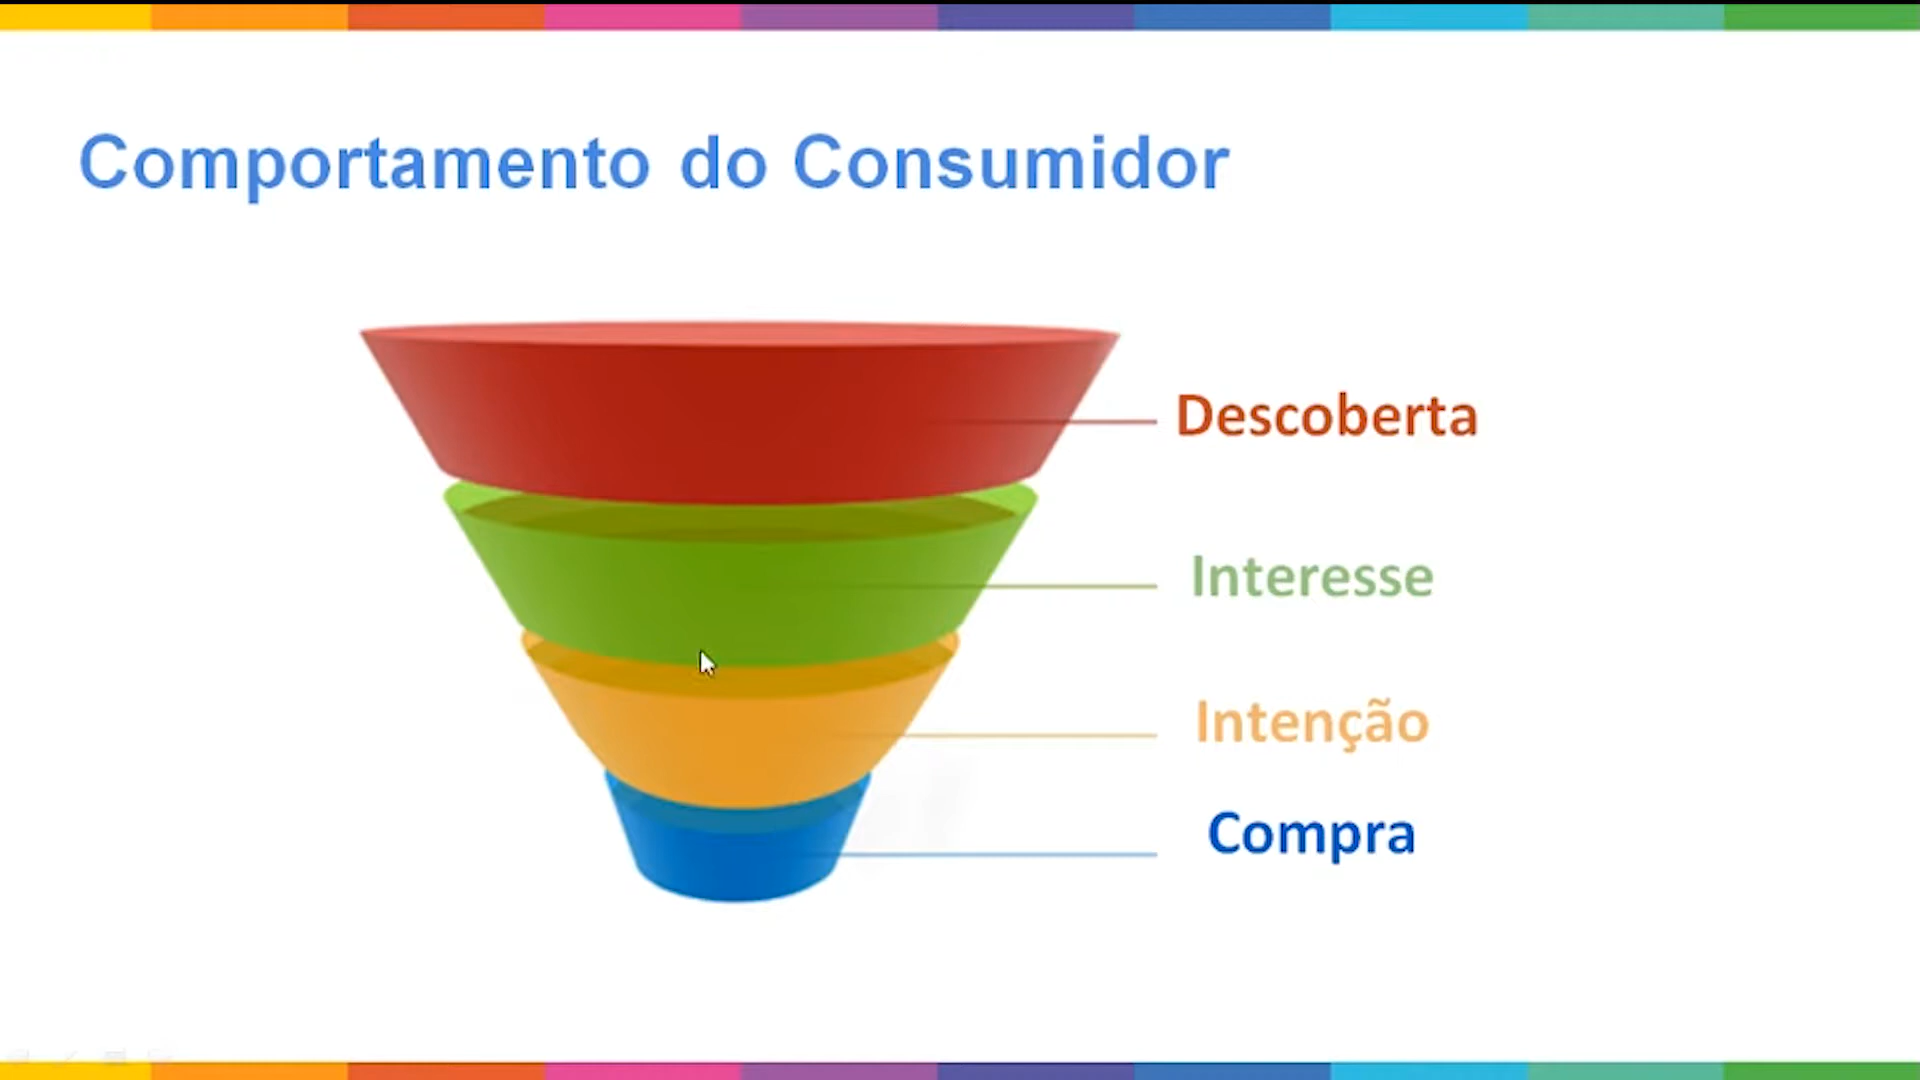 Comportamento do Consumidor
Descoberta
Interesse
Intenção
Compra